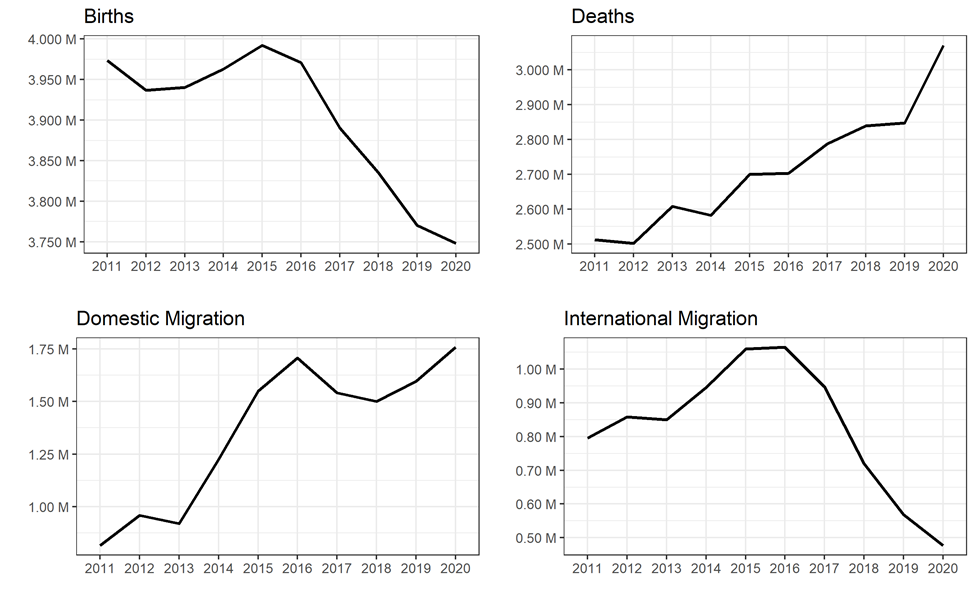 Births
4.000 M
3.950 M
3.900 M
3.850 M
3.800 M
3.750 M
2011 2012 2013 2014 2015 2016 2017 2018 2019 2020
Deaths
3.000 M
2.900 M
2.800 M
2.700 M
2.600 M
2.500 M
2011 2012 2013 2014 2015 2016 2017 2018 2019 2020
Domestic Migration
1.75 M
1.50 M
1.25 M
1.00 M
2011 2012 2013 2014 2015 2016 2017 2018 2019 2020
International Migration
1.00 M
0.90 M
0.80 M
0.70 M
0.60 M
0.50 M
2011 2012 2013 2014 2015 2016 2017 2018 2019 2020